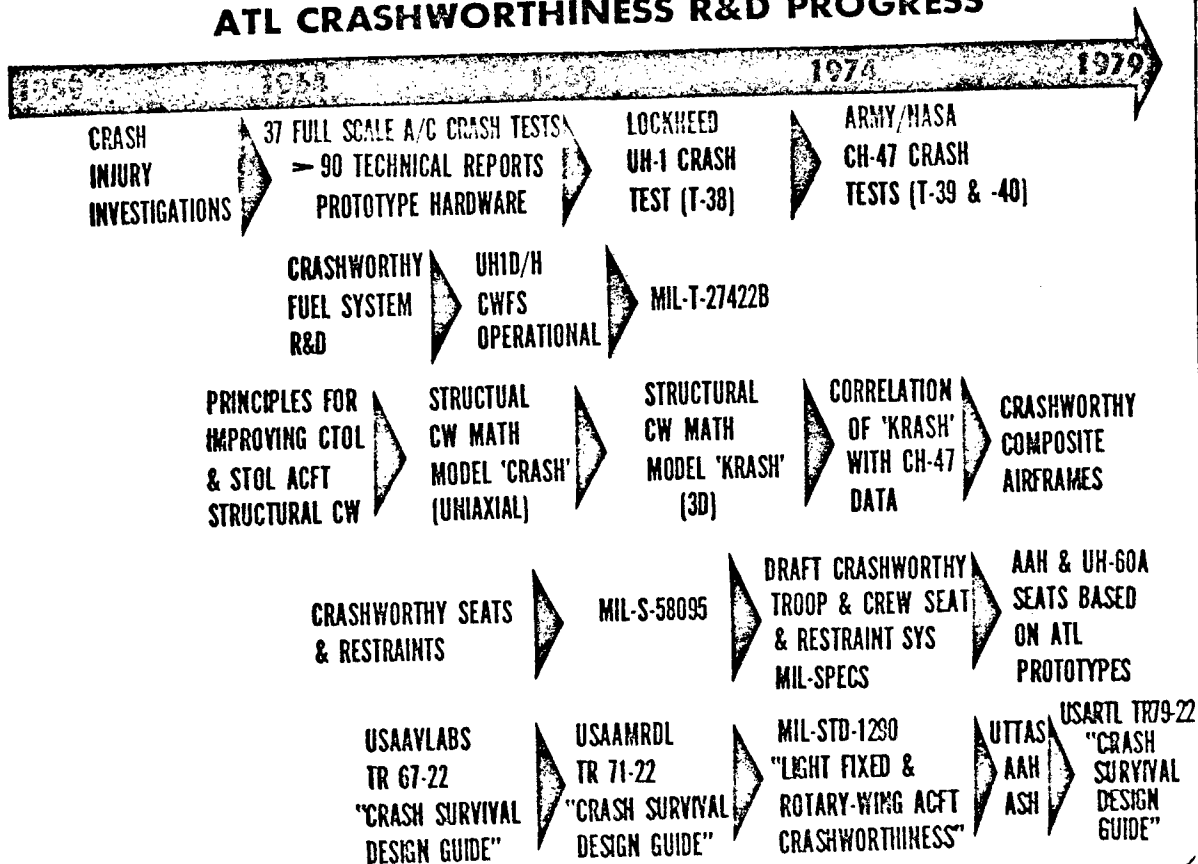 ATL CRASHWORTHINESS R&D PROGRESS
1974
1979
CRASH
INJURY
INVESTIGATIONS
37 FULL SCALE A/C CRASH TESTS
> 90 TECHNICAL REPORTS
PROTOTYPE HARDWARE
LOCKHEED
UH-1 CRASH
TEST (T-38)
ARMY/NASA
CH-47 CRASH
TESTS (T-39 & -40)
CRASHWORTHY
FUEL SYSTEM
R&D
UH1D/H
CWFS
OPERATIONAL
MIL-T-27422B
PRINCIPLES FOR
IMPROVING CTOL
& STOL ACFT
STRUCTURAL CW
STRUCTUAL
CW MATH
MODEL 'CRASH'
(UNIAXIAL)
STRUCTURAL
CW MATH
MODEL 'KRASH'
(3D)
CORRELATION
OF 'KRASH'
WITH CH-47
DATA
CRASHWORTHY
COMPOSITE
AIRFRAMES
CRASHWORTHY SEATS
& RESTRAINTS
MIL-S-58095
DRAFT CRASHWORTHY
TROOP & CREW SEAT
& RESTRAINT SYS
MIL-SPECS
AAH & UH-60A
SEATS BASED
ON ATL
PROTOTYPES
USAAVLABS
TR 67-22
"CRASH SURVIVAL
DESIGN GUIDE"
USAAMRDL
TR 71-22
"CRASH SURVIVAL
DESIGN GUIDE"
MIL-STD-1290
"LIGHT FIXED &
ROTARY-WING ACFT
CRASHWORTHINESS"
UTTAS
AAH
ASH
USARTL TR79-22
"CRASH
SURVIVAL
DESIGN
GUIDE"